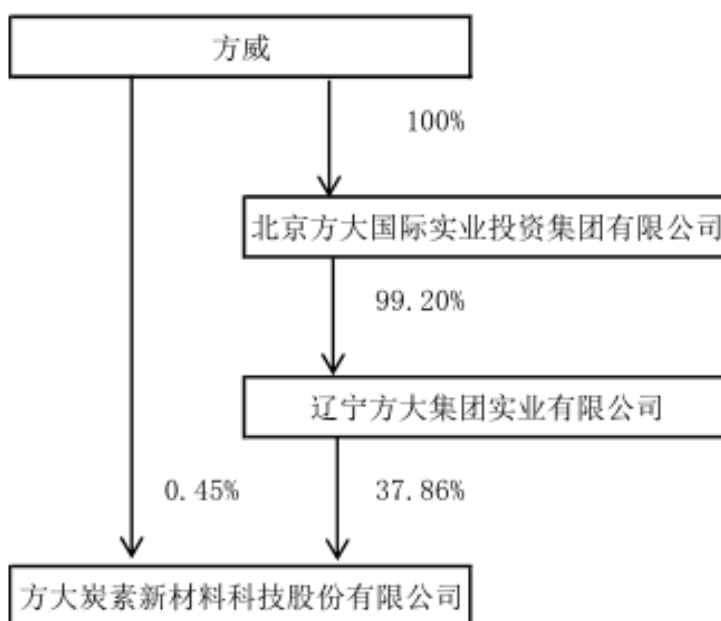 方威
100%
北京方大国际实业投资集团有限公司
99.20%
辽宁方大集团实业有限公司
0.45%
37.86%
方大炭素新材料科技股份有限公司